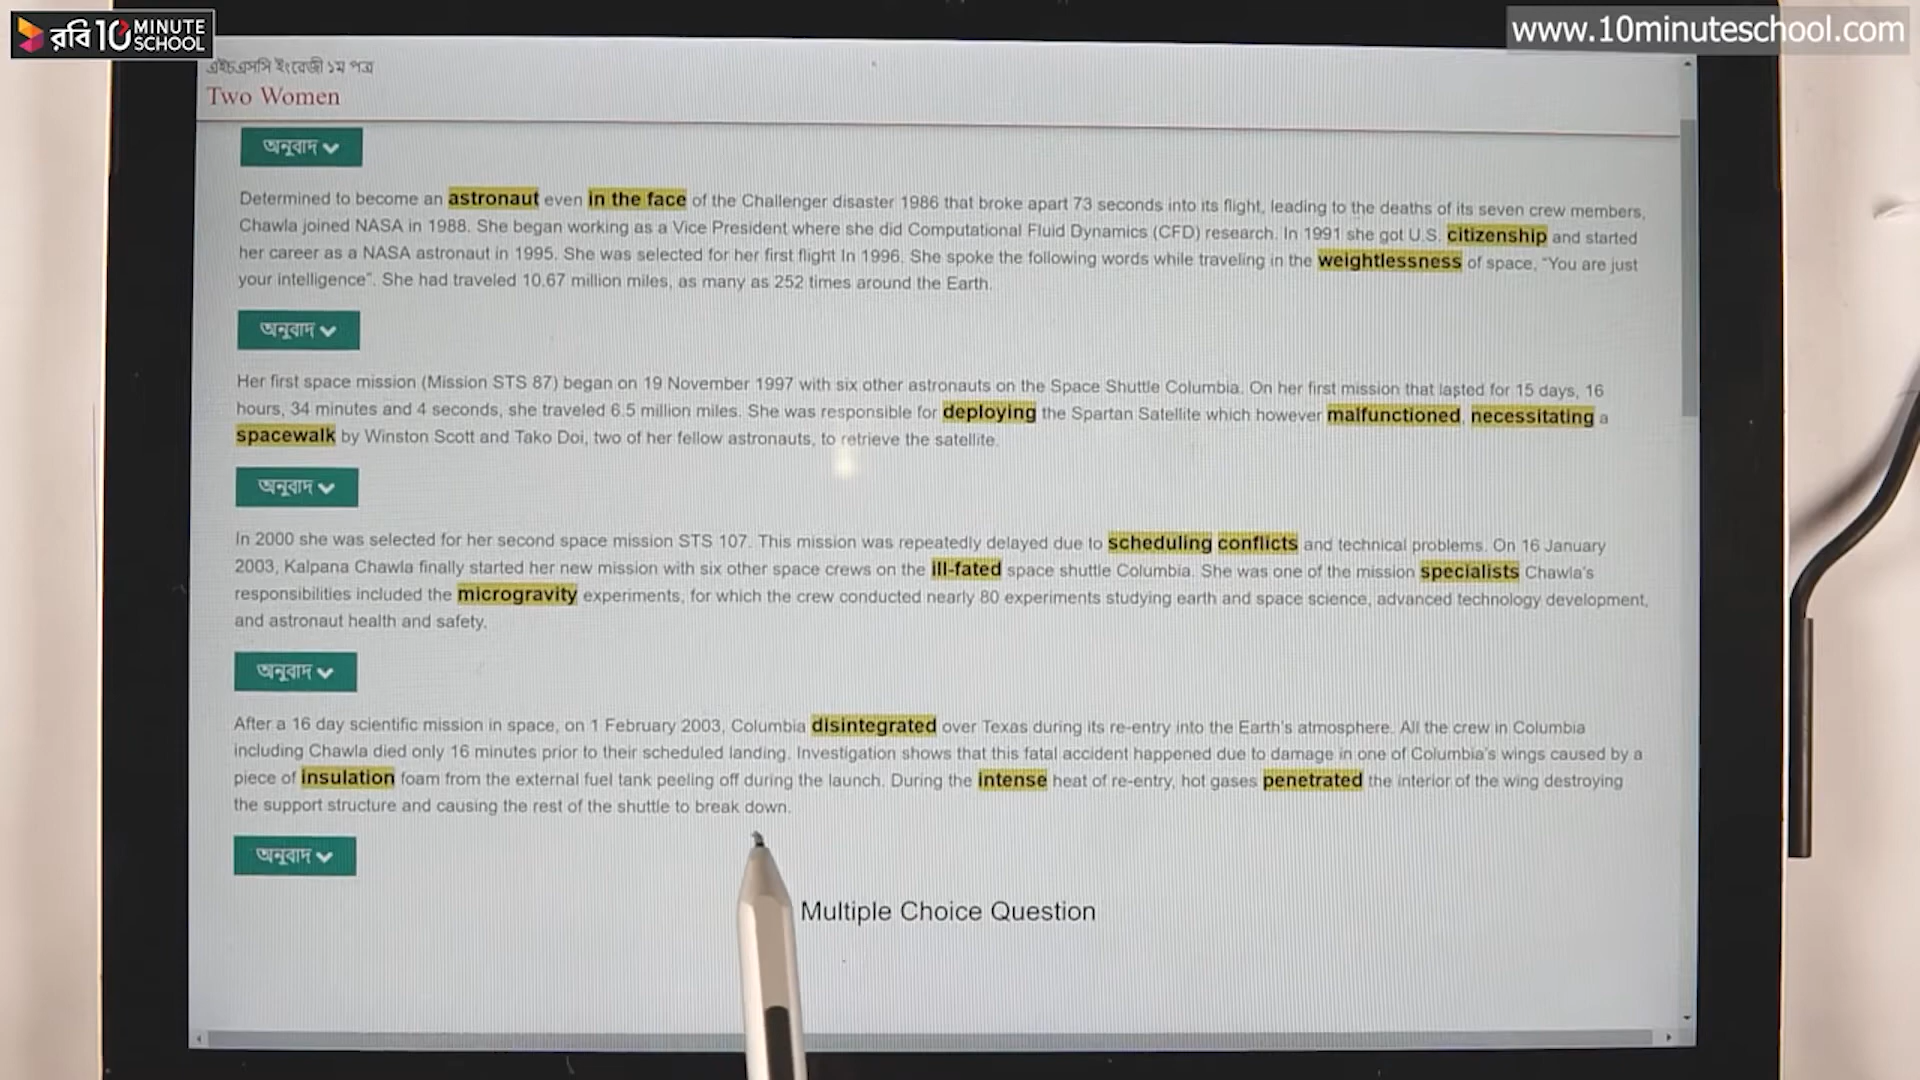 রবি 10 MINUTE SCHOOL
www.10minuteschool.com
এইচএসসি ইংরেজী ১ম পত্র
Two Women
অনুবাদ
Determined to become an astronaut even in the face of the Challenger disaster 1986 that broke apart 73 seconds into its flight, leading to the deaths of its seven crew members,
Chawla joined NASA in 1988. She began working as a Vice President where she did Computational Fluid Dynamics (CFD) research. In 1991 she got U.S. citizenship and started
her career as a NASA astronaut in 1995. She was selected for her first flight In 1996. She spoke the following words while traveling in the weightlessness of space, “You are just
your intelligence”. She had traveled 10.67 million miles, as many as 252 times around the Earth.
অনুবাদ
Her first space mission (Mission STS 87) began on 19 November 1997 with six other astronauts on the Space Shuttle Columbia. On her first mission that lasted for 15 days, 16
hours, 34 minutes and 4 seconds, she traveled 6.5 million miles. She was responsible for deploying the Spartan Satellite which however malfunctioned, necessitating a
spacewalk by Winston Scott and Tako Doi, two of her fellow astronauts, to retrieve the satellite.
অনুবাদ
In 2000 she was selected for her second space mission STS 107. This mission was repeatedly delayed due to scheduling conflicts and technical problems. On 16 January
2003, Kalpana Chawla finally started her new mission with six other space crews on the ill-fated space shuttle Columbia. She was one of the mission specialists Chawla's
responsibilities included the microgravity experiments, for which the crew conducted nearly 80 experiments studying earth and space science, advanced technology development,
and astronaut health and safety.
অনুবাদ
After a 16 day scientific mission in space, on 1 February 2003, Columbia disintegrated over Texas during its re-entry into the Earth's atmosphere. All the crew in Columbia
including Chawla died only 16 minutes prior to their scheduled landing. Investigation shows that this fatal accident happened due to damage in one of Columbia's wings caused by a
piece of insulation foam from the external fuel tank peeling off during the launch. During the intense heat of re-entry, hot gases penetrated the interior of the wing destroying
the support structure and causing the rest of the shuttle to break down.
অনুবাদ
Multiple Choice Question